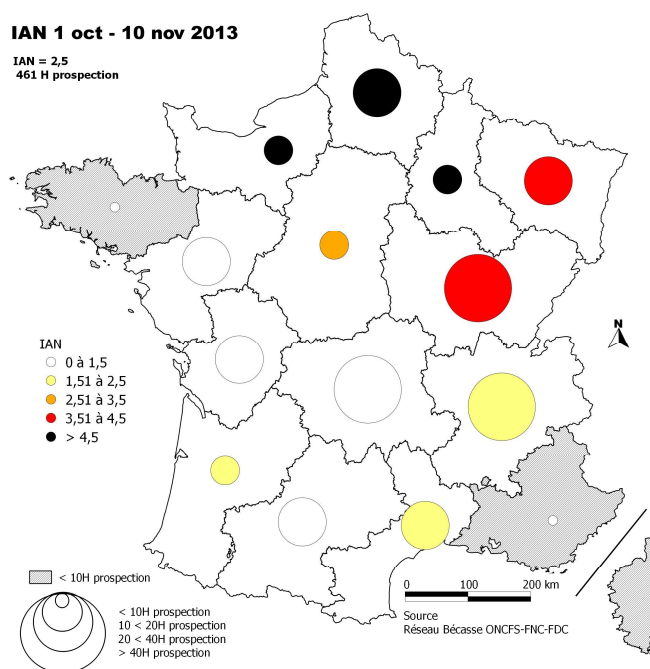 IAN 1 oct - 10 nov 2013
IAN = 2,5
461 H prospection
N
IAN
0 à 1,5
1,51 à 2,5
2,51 à 3,5
3,51 à 4,5
> 4,5
< 10H prospection
< 10H prospection
10 < 20H prospection
20 < 40H prospection
> 40H prospection
0 100 200 km
Source
Réseau Bécasse ONCFS-FNC-FDC